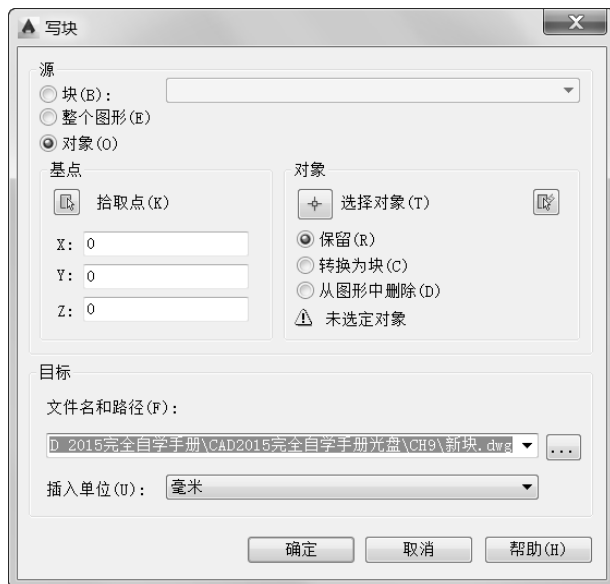 写块
源
块(B):
整个图形(E)
对象(O)
基点
拾取点(K)
X: 0
Y: 0
Z: 0
对象
选择对象(T)
保留(R)
转换为块(C)
从图形中删除(D)
未选定对象
目标
文件名和路径(F):
D 2015完全自学手册\CAD2015完全自学手册光盘\CH9\新块.dwg
...
插入单位(U): 毫米
确定 取消 帮助(H)